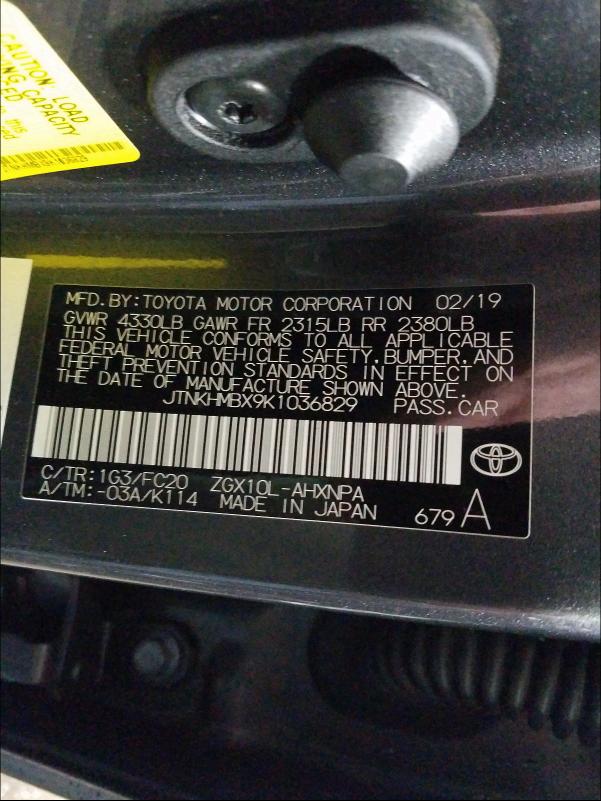 CAUTION: LOAD
CAPACITY
MFD.BY:TOYOTA MOTOR CORPORATION 02/19
GVWR 4330LB GAWR FR 2315LB RR 2380LB
THIS VEHICLE CONFORMS TO ALL APPLICABLE
FEDERAL MOTOR VEHICLE SAFETY,BUMPER,AND
THEFT PREVENTION STANDARDS IN EFFECT ON
THE DATE OF MANUFACTURE SHOWN ABOVE.
JTNKHMBX9K1036829 PASS.CAR
C/TR:1G3/FC20 ZGX10L-AHXNPA
A/TM:-03A/K114 MADE IN JAPAN 679 A